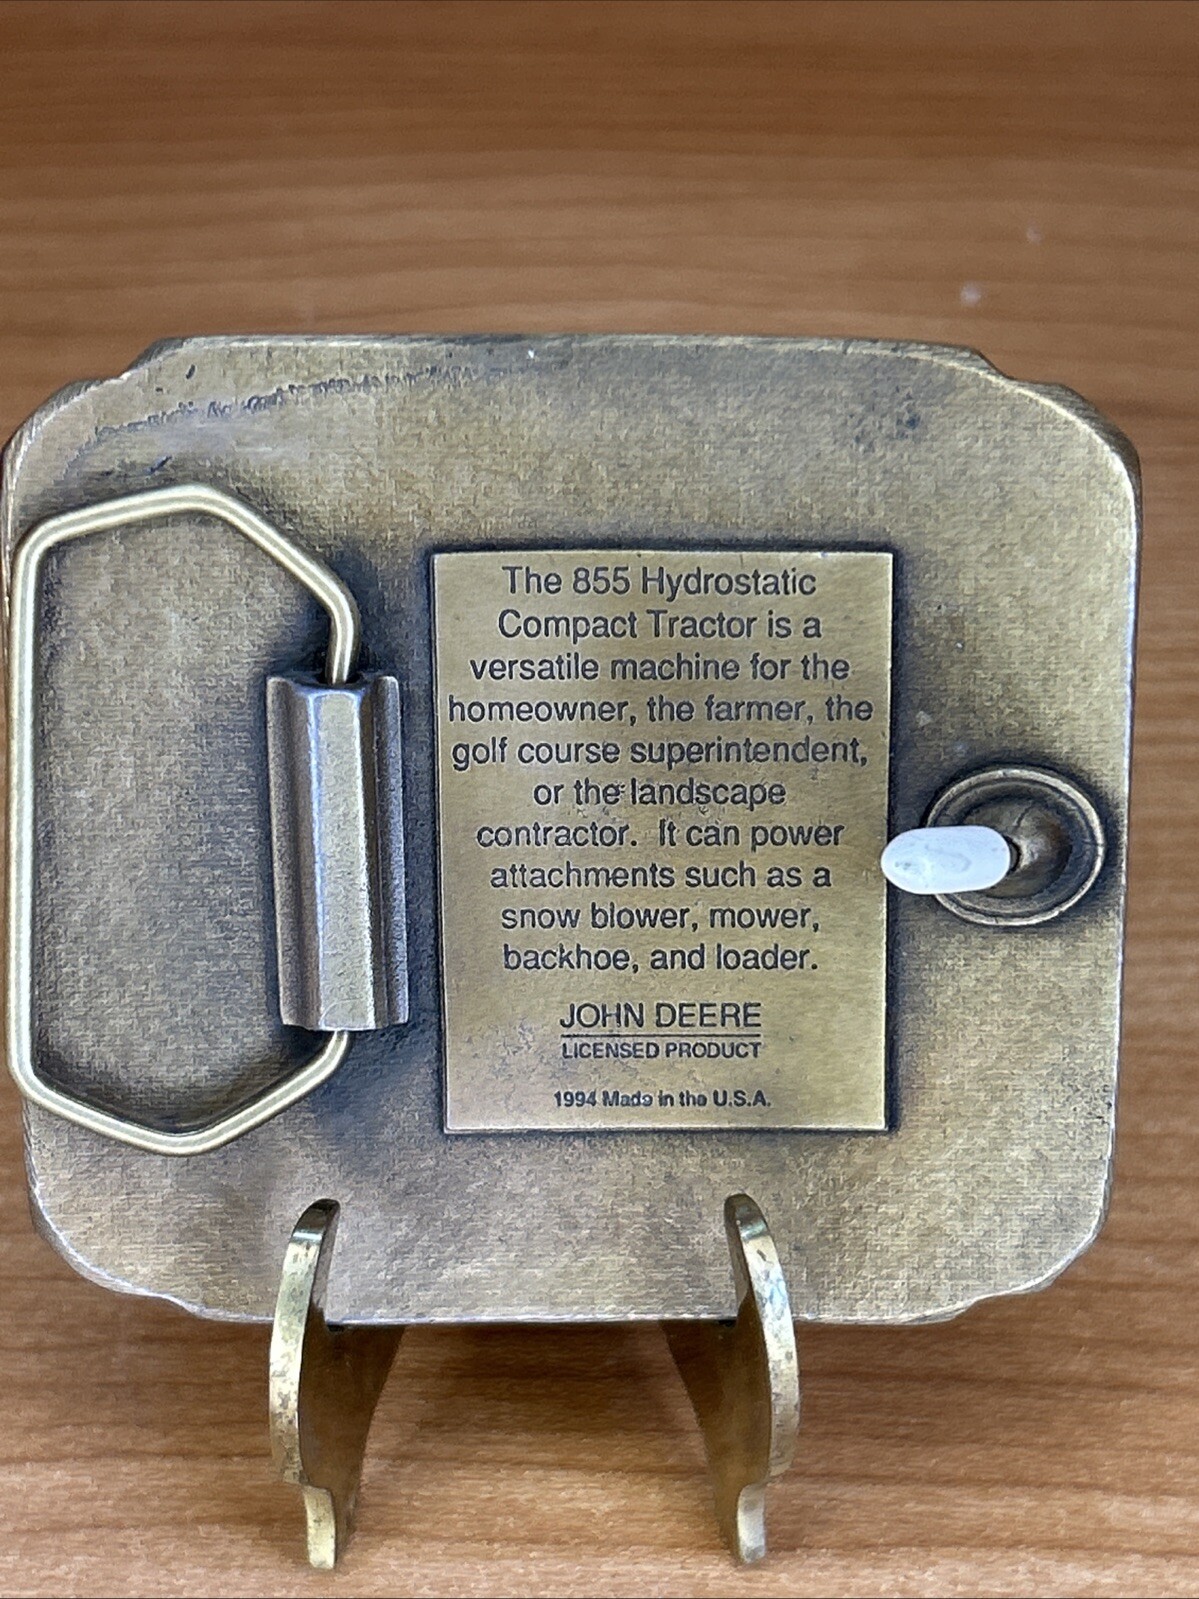 The 855 Hydrostatic
Compact Tractor is a
versatile machine for the
homeowner, the farmer, the
golf course superintendent,
or the landscape
contractor. It can power
attachments such as a
snow blower, mower,
backhoe, and loader.
JOHN DEERE
LICENSED PRODUCT
1994 Made in the U.S.A.